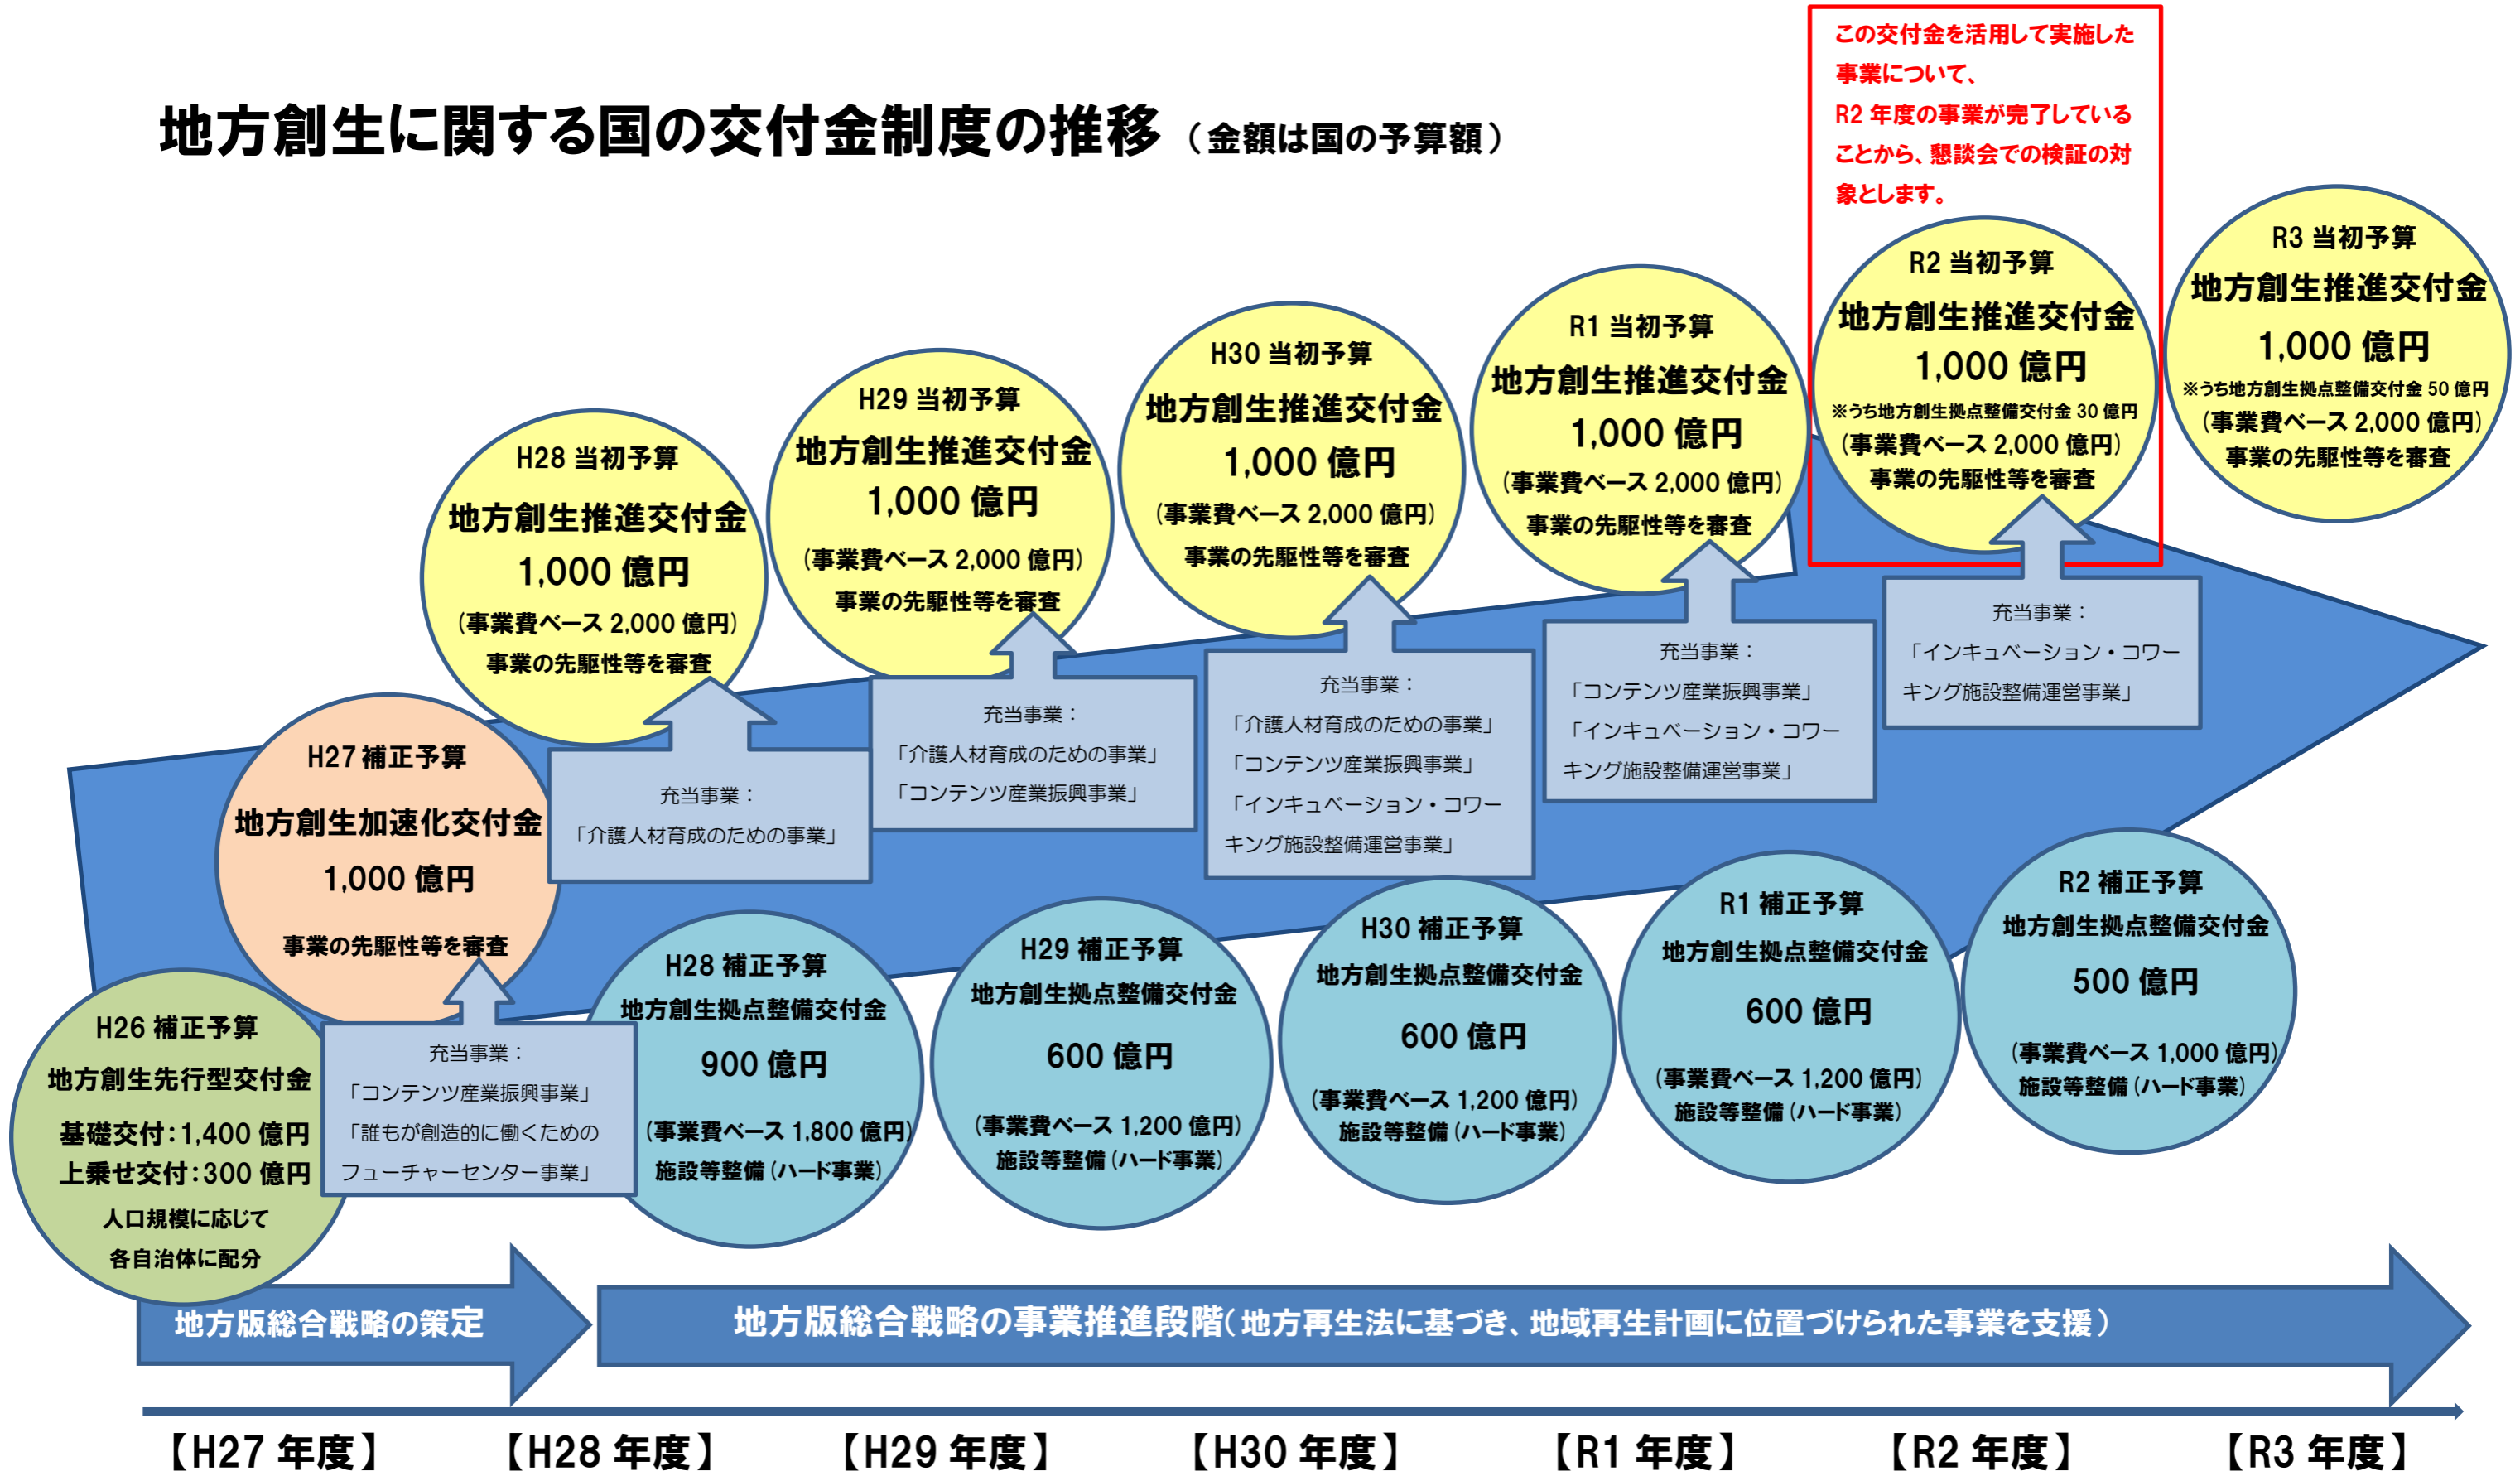 地方創生に関する国の交付金制度の推移（金額は国の予算額）
この交付金を活用して実施した
事業について、
R2 年度の事業が完了している
ことから、懇談会での検証の対
象とします。
H26 補正予算
地方創生先行型交付金
基礎交付：1,400 億円
上乗せ交付：300 億円
人口規模に応じて
各自治体に配分
H27 補正予算
地方創生加速化交付金
1,000 億円
事業の先駆性等を審査
充当事業：
「コンテンツ産業振興事業」
「誰もが創造的に働くための
フューチャーセンター事業」
H28 当初予算
地方創生推進交付金
1,000 億円
（事業費ベース 2,000 億円）
事業の先駆性等を審査
充当事業：
「介護人材育成のための事業」
H29 当初予算
地方創生推進交付金
1,000 億円
（事業費ベース 2,000 億円）
事業の先駆性等を審査
充当事業：
「介護人材育成のための事業」
「コンテンツ産業振興事業」
H30 当初予算
地方創生推進交付金
1,000 億円
（事業費ベース 2,000 億円）
事業の先駆性等を審査
充当事業：
「介護人材育成のための事業」
「コンテンツ産業振興事業」
「インキュベーション・コワー
キング施設整備運営事業」
R1 当初予算
地方創生推進交付金
1,000 億円
（事業費ベース 2,000 億円）
事業の先駆性等を審査
充当事業：
「コンテンツ産業振興事業」
「インキュベーション・コワー
キング施設整備運営事業」
R2 当初予算
地方創生推進交付金
1,000 億円
※うち地方創生拠点整備交付金 30 億円
（事業費ベース 2,000 億円）
事業の先駆性等を審査
充当事業：
「インキュベーション・コワー
キング施設整備運営事業」
R3 当初予算
地方創生推進交付金
1,000 億円
※うち地方創生拠点整備交付金 50 億円
（事業費ベース 2,000 億円）
事業の先駆性等を審査
H28 補正予算
地方創生拠点整備交付金
900 億円
（事業費ベース 1,800 億円）
施設等整備（ハード事業）
H29 補正予算
地方創生拠点整備交付金
600 億円
（事業費ベース 1,200 億円）
施設等整備（ハード事業）
H30 補正予算
地方創生拠点整備交付金
600 億円
（事業費ベース 1,200 億円）
施設等整備（ハード事業）
R1 補正予算
地方創生拠点整備交付金
600 億円
（事業費ベース 1,200 億円）
施設等整備（ハード事業）
R2 補正予算
地方創生拠点整備交付金
500 億円
（事業費ベース 1,000 億円）
施設等整備（ハード事業）
地方版総合戦略の策定
地方版総合戦略の事業推進段階（地方再生法に基づき、地域再生計画に位置づけられた事業を支援）
【H27 年度】 【H28 年度】 【H29 年度】 【H30 年度】 【R1 年度】 【R2 年度】 【R3 年度】